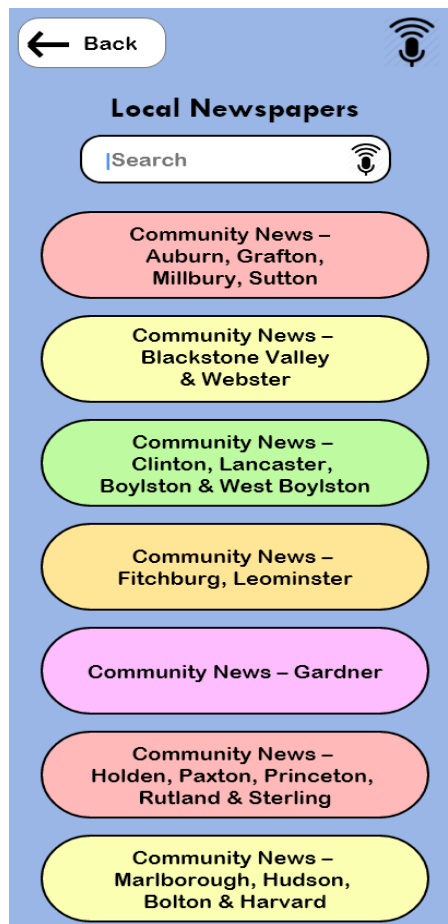 Back
Local Newspapers
Search
Community News –
Auburn, Grafton,
Millbury, Sutton
Community News –
Blackstone Valley
& Webster
Community News –
Clinton, Lancaster,
Boylston & West Boylston
Community News –
Fitchburg, Leominster
Community News – Gardner
Community News –
Holden, Paxton, Princeton,
Rutland & Sterling
Community News –
Marlborough, Hudson,
Bolton & Harvard